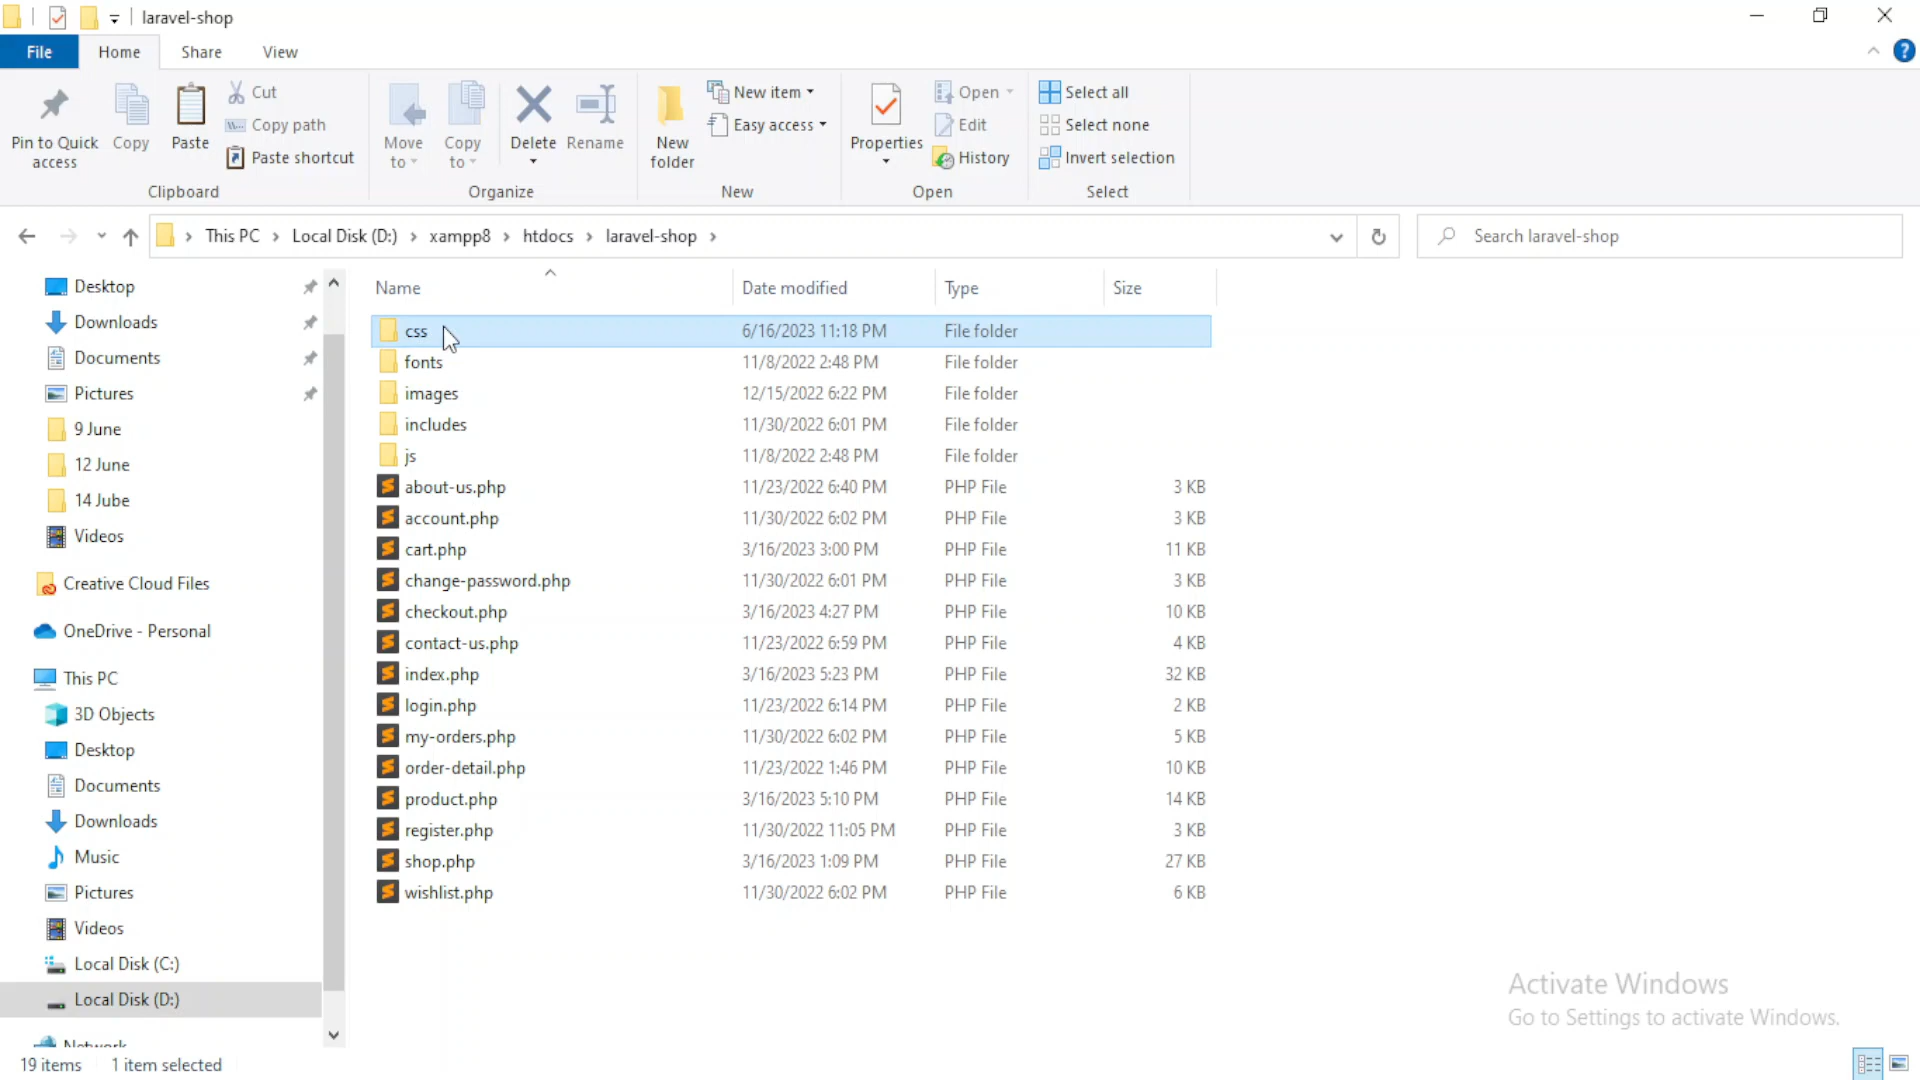 laravel-shop
File Home Share View
Pin to Quick access
Copy
Paste
Cut
Copy path
Paste shortcut
Clipboard
Move to
Copy to
Delete
Rename
Organize
New folder
New item
Easy access
New
Properties
Open
Edit
History
Open
Select all
Select none
Invert selection
Select
This PC > Local Disk (D:) > xampp8 > htdocs > laravel-shop >
Search laravel-shop
Desktop
Downloads
Documents
Pictures
9 June
12 June
14 Jube
Videos
Creative Cloud Files
OneDrive - Personal
This PC
3D Objects
Desktop
Documents
Downloads
Music
Pictures
Videos
Local Disk (C:)
Local Disk (D:)
Network
Name Date modified Type Size
css 6/16/2023 11:18 PM File folder
fonts 11/8/2022 2:48 PM File folder
images 12/15/2022 6:22 PM File folder
includes 11/30/2022 6:01 PM File folder
js 11/8/2022 2:48 PM File folder
about-us.php 11/23/2022 6:40 PM PHP File 3 KB
account.php 11/30/2022 6:02 PM PHP File 3 KB
cart.php 3/16/2023 3:00 PM PHP File 11 KB
change-password.php 11/30/2022 6:01 PM PHP File 3 KB
checkout.php 3/16/2023 4:27 PM PHP File 10 KB
contact-us.php 11/23/2022 6:59 PM PHP File 4 KB
index.php 3/16/2023 5:23 PM PHP File 32 KB
login.php 11/23/2022 6:14 PM PHP File 2 KB
my-orders.php 11/30/2022 6:02 PM PHP File 5 KB
order-detail.php 11/23/2022 1:46 PM PHP File 10 KB
product.php 3/16/2023 5:10 PM PHP File 14 KB
register.php 11/30/2022 11:05 PM PHP File 3 KB
shop.php 3/16/2023 1:09 PM PHP File 27 KB
wishlist.php 11/30/2022 6:02 PM PHP File 6 KB
Activate Windows
Go to Settings to activate Windows.
19 items 1 item selected